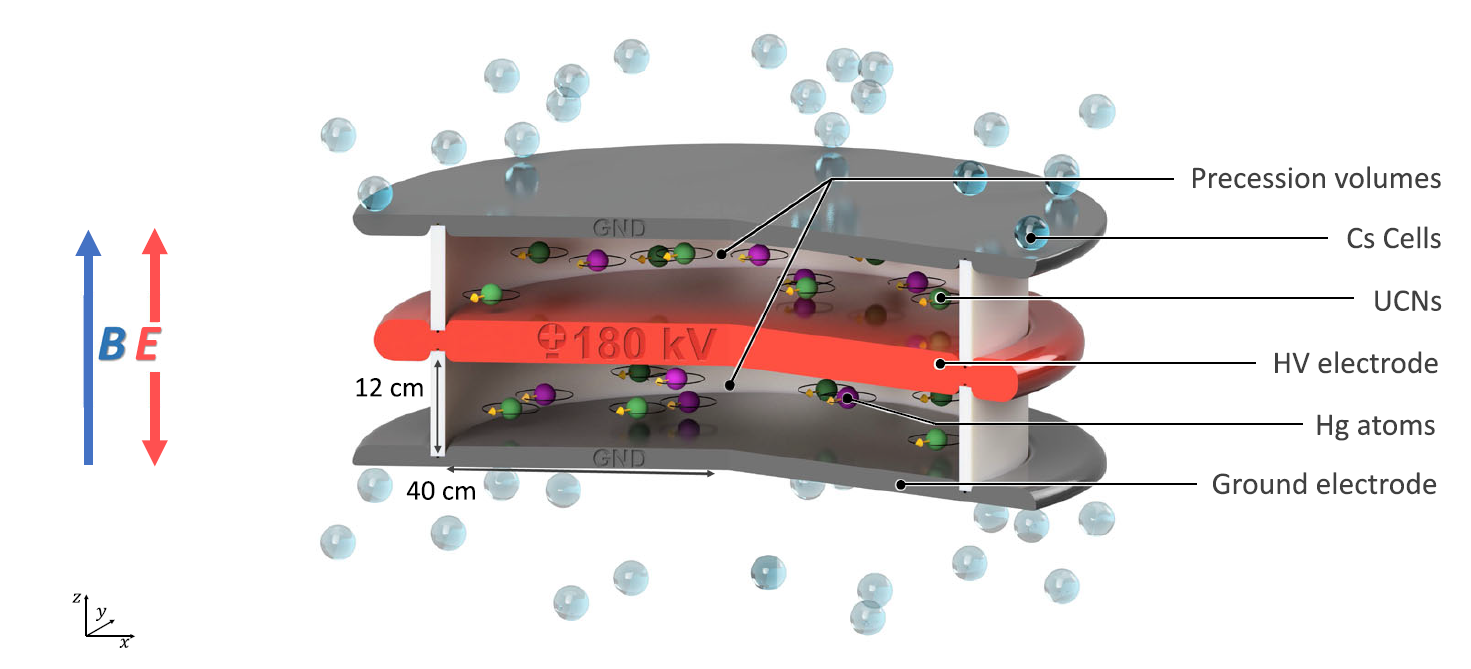 GND
Precession volumes
Cs Cells
UCNs
B E
±180 kV
HV electrode
12 cm
Hg atoms
GND
40 cm
Ground electrode
z
y
x